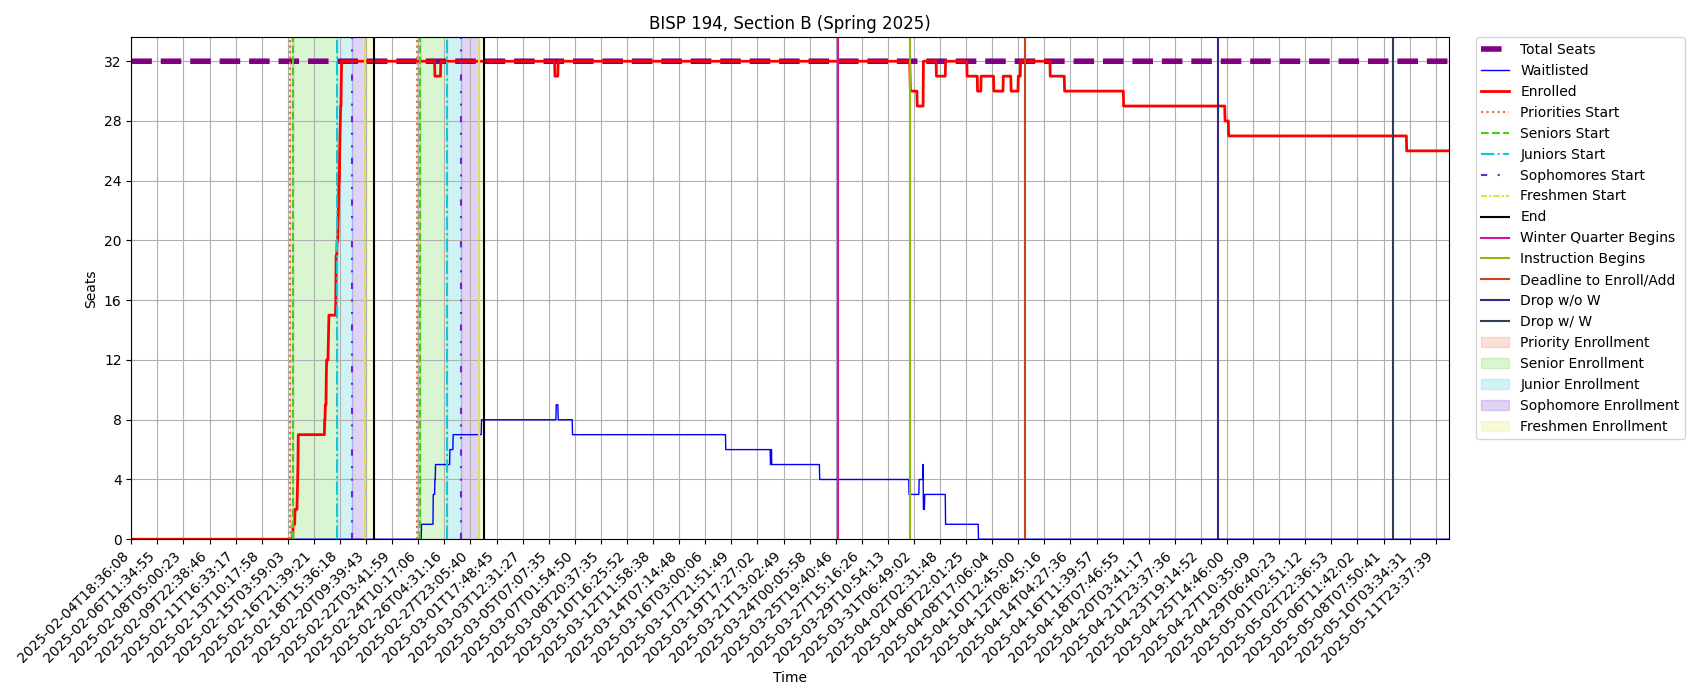 BISP 194, Section B (Spring 2025)
Seats
32
28
24
20
16
12
8
4
0
2025-02-04T18:36:08
2025-02-06T11:34:55
2025-02-08T05:00:23
2025-02-09T22:38:46
2025-02-11T16:33:17
2025-02-13T10:17:58
2025-02-15T03:59:03
2025-02-16T21:39:21
2025-02-18T15:36:18
2025-02-20T09:39:43
2025-02-22T03:41:59
2025-02-24T10:17:06
2025-02-26T04:31:16
2025-02-27T23:05:40
2025-03-01T17:48:45
2025-03-03T12:31:27
2025-03-05T07:07:35
2025-03-07T01:54:50
2025-03-08T20:37:35
2025-03-10T16:25:52
2025-03-12T11:58:38
2025-03-14T07:14:48
2025-03-16T03:00:06
2025-03-17T21:51:49
2025-03-19T17:27:02
2025-03-21T13:02:49
2025-03-23T10:05:58
2025-03-25T19:40:46
2025-03-27T15:16:26
2025-03-29T10:54:13
2025-03-31T06:49:02
2025-04-02T02:31:48
2025-04-06T22:01:25
2025-04-08T17:06:04
2025-04-10T12:45:00
2025-04-12T08:45:16
2025-04-14T04:27:36
2025-04-16T11:39:57
2025-04-18T07:46:55
2025-04-20T03:41:17
2025-04-21T23:37:36
2025-04-23T19:14:52
2025-04-25T14:46:00
2025-04-27T10:35:09
2025-04-29T06:40:23
2025-05-01T02:51:12
2025-05-02T22:36:53
2025-05-06T11:42:02
2025-05-08T07:50:41
2025-05-10T03:34:31
2025-05-11T23:37:39
Time
Total Seats
Waitlisted
Enrolled
Priorities Start
Seniors Start
Juniors Start
Sophomores Start
Freshmen Start
End
Winter Quarter Begins
Instruction Begins
Deadline to Enroll/Add
Drop w/o W
Drop w/ W
Priority Enrollment
Senior Enrollment
Junior Enrollment
Sophomore Enrollment
Freshmen Enrollment